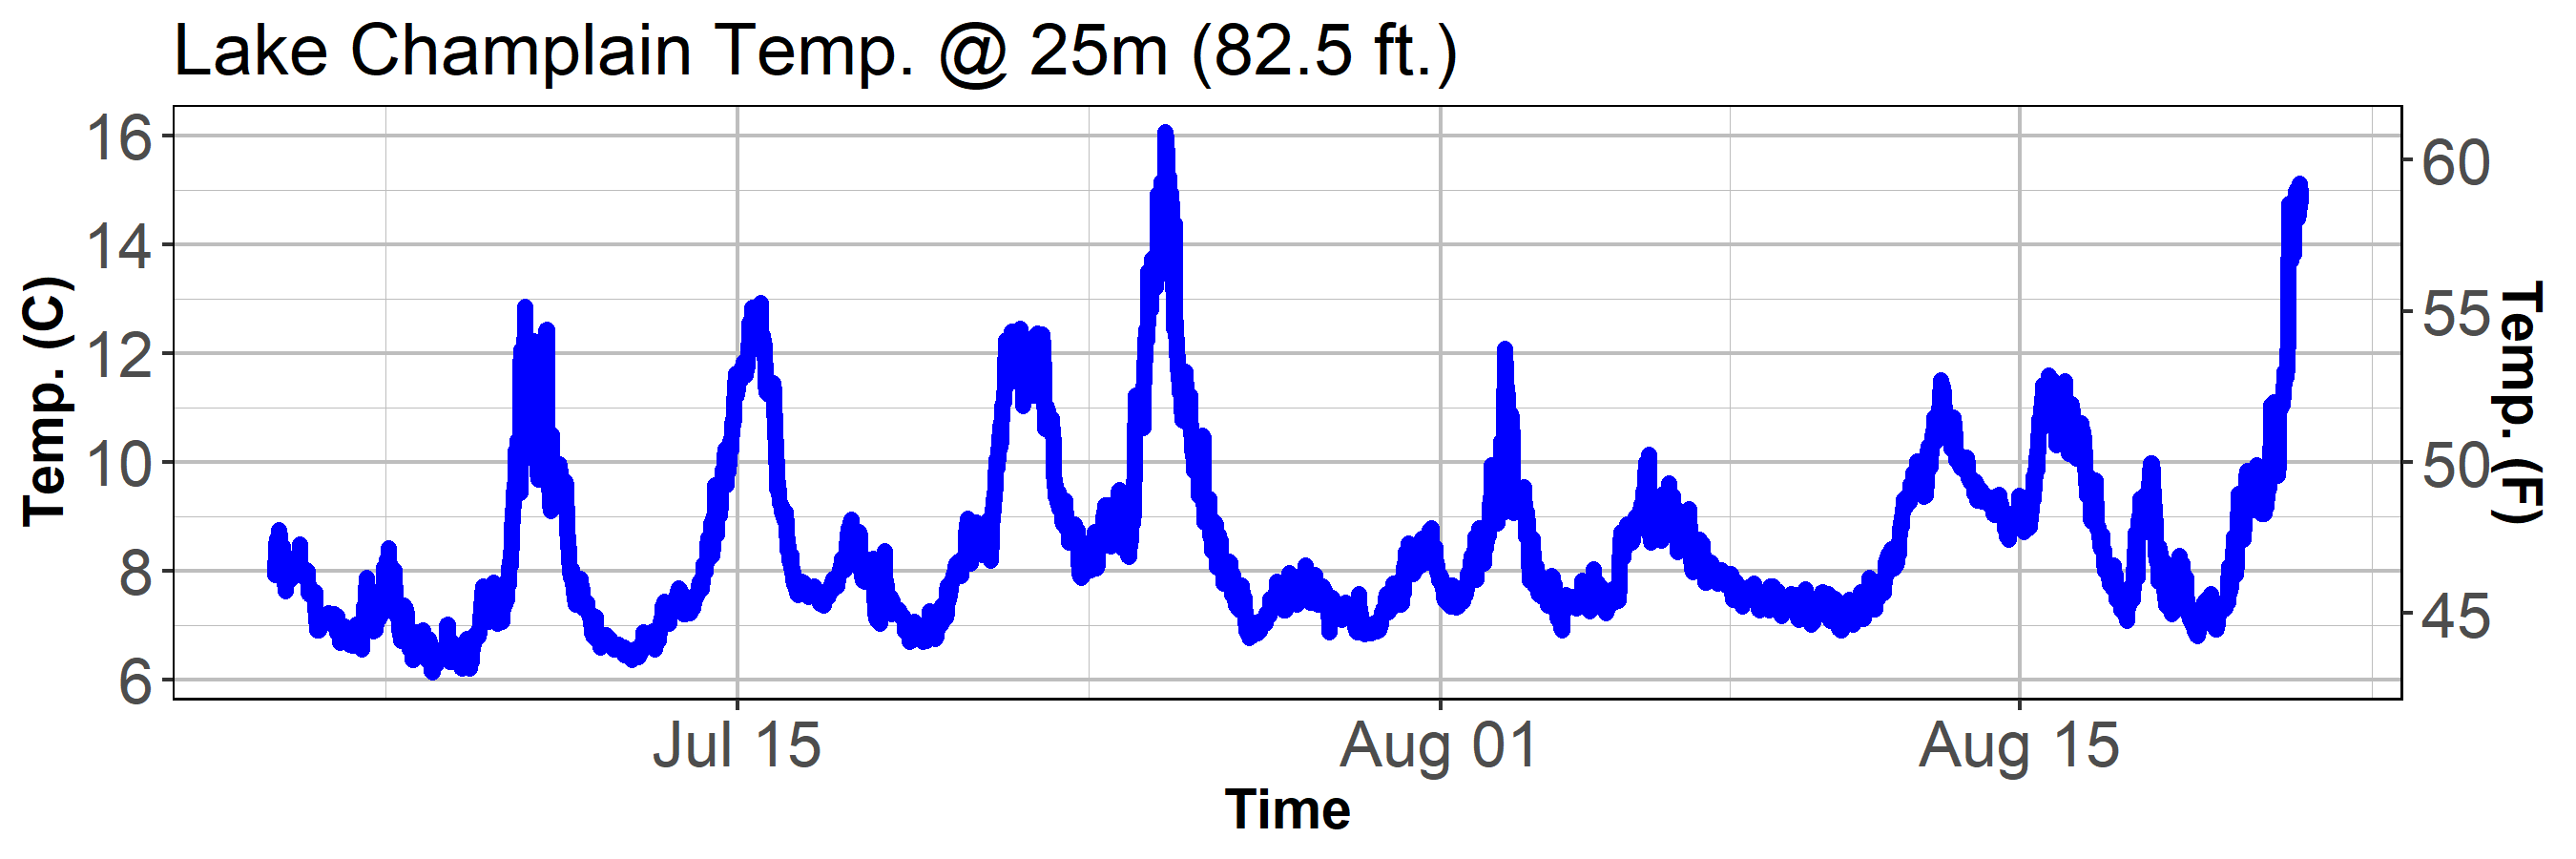 Lake Champlain Temp. @ 25m (82.5 ft.)
Temp. (C)
16
14
12
10
8
6
60
55
50
45
Temp. (F)
Jul 15 Aug 01 Aug 15
Time